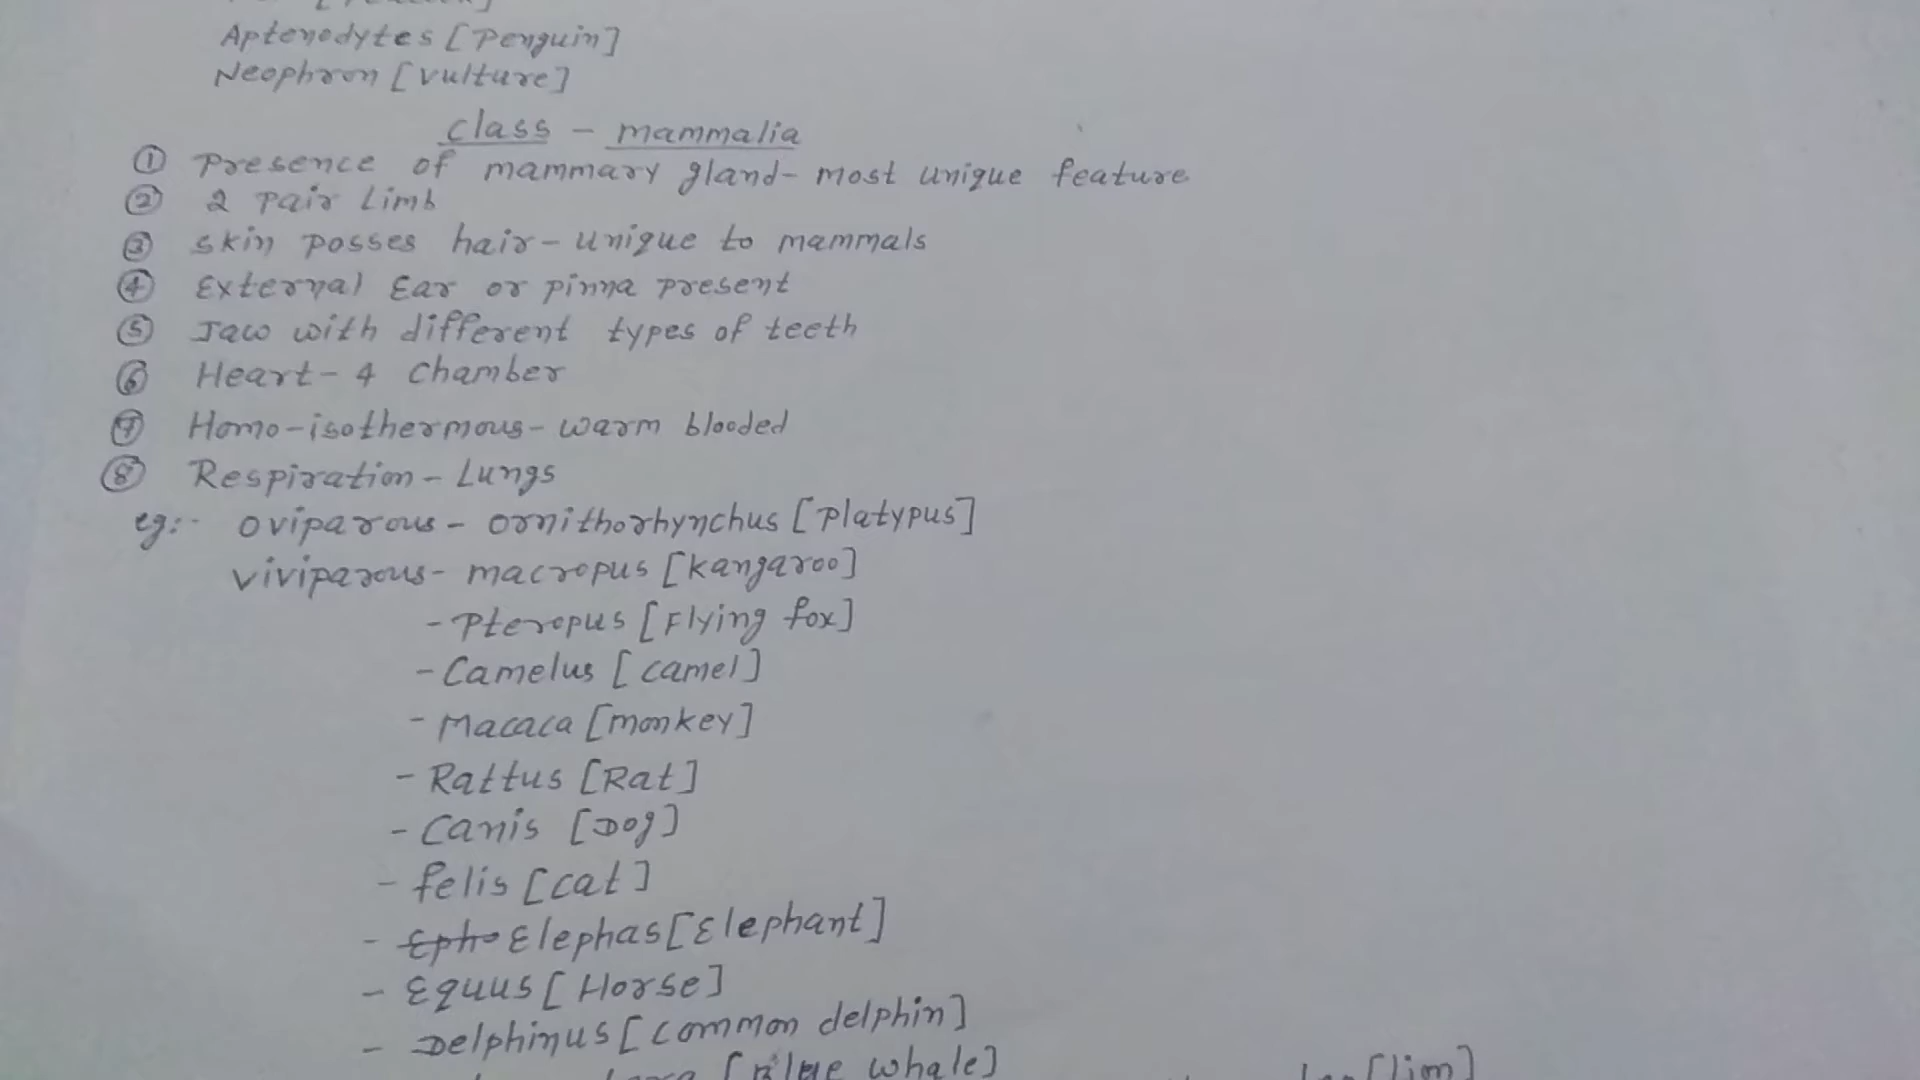 Aptenodytes [Penguin]
Neophron [Vulture]
Class - mammalia
① Presence of mammary gland - most unique feature
② 2 Pair Limb
③ Skin posses hair - unique to mammals
④ External Ear or pinna present
⑤ Jaw with different types of teeth
⑥ Heart - 4 Chamber
⑦ Homo-isothermous - warm blooded
⑧ Respiration - Lungs
eg:- Oviparous - Ornithorhynchus [Platypus]
Viviparous - macropus [kangaroo]
- Pteropus [Flying fox]
- Camelus [camel]
- Macaca [monkey]
- Rattus [Rat]
- Canis [Dog]
- felis [cat]
- Epho Elephas [Elephant]
- Equus [Horse]
- Delphinus [common delphin]
[Blue whale]